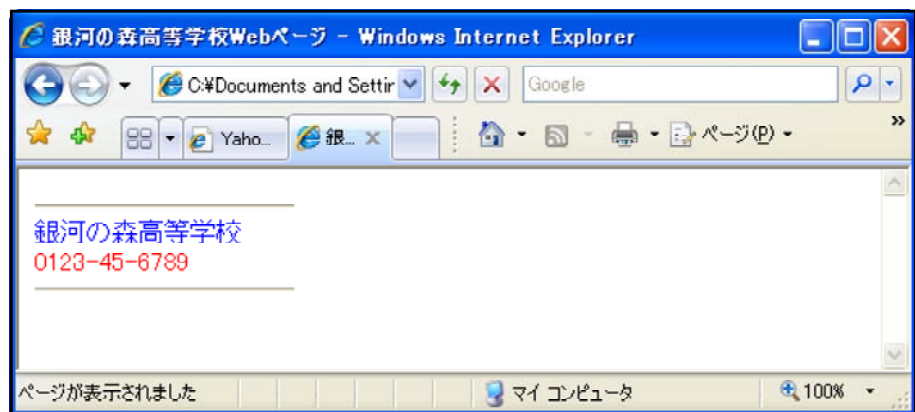 銀河の森高等学校Webページ - Windows Internet Explorer
C:¥Documents and Settir
Google
Yaho...
銀...
ページ(P)
»
銀河の森高等学校
0123-45-6789
ページが表示されました
マイ コンピュータ
100%